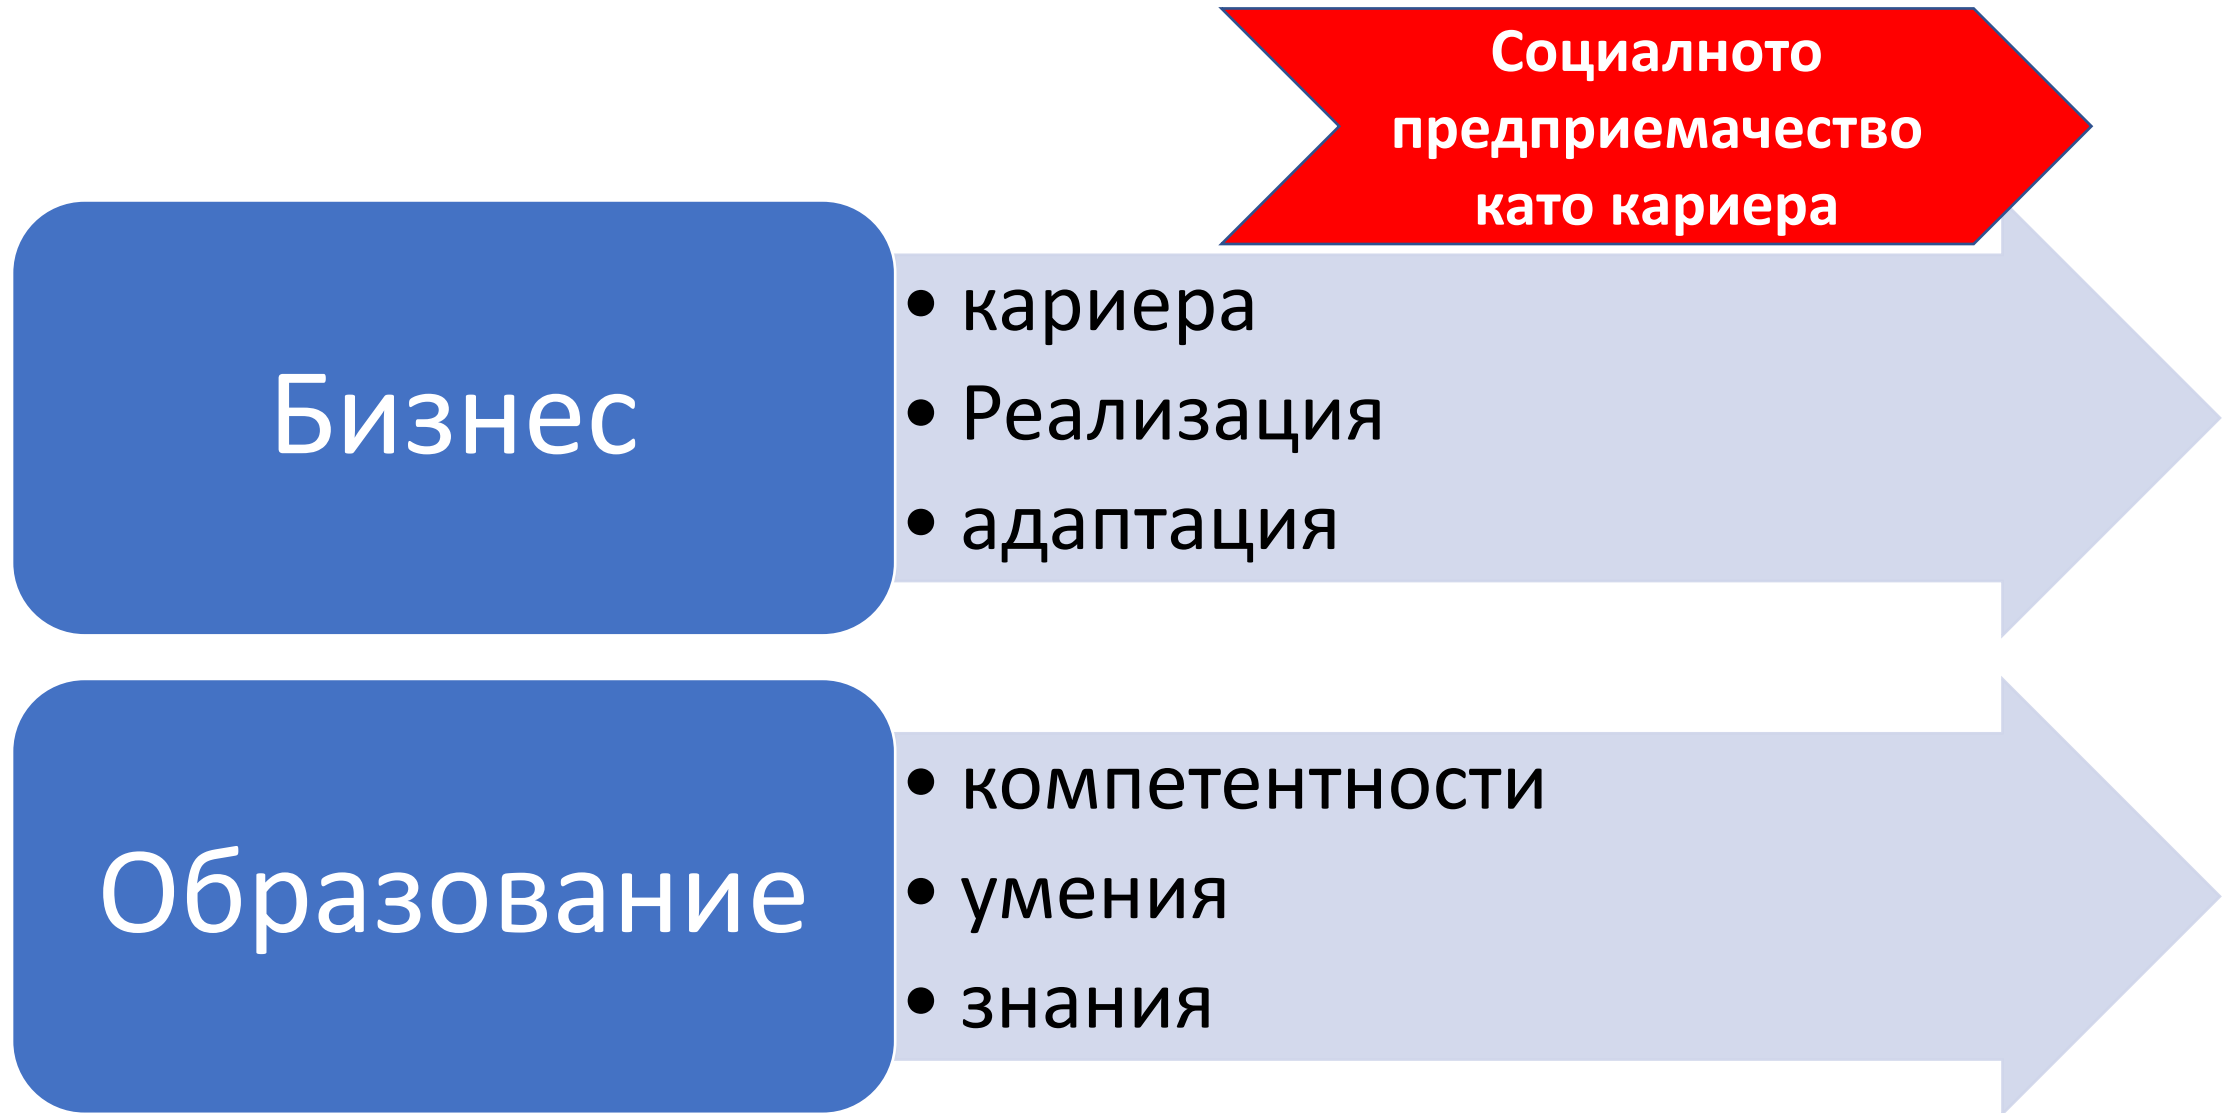 Социалното
предприемачество
като кариера
Бизнес
• кариера
• Реализация
• адаптация
Образование
• компетентности
• умения
• знания